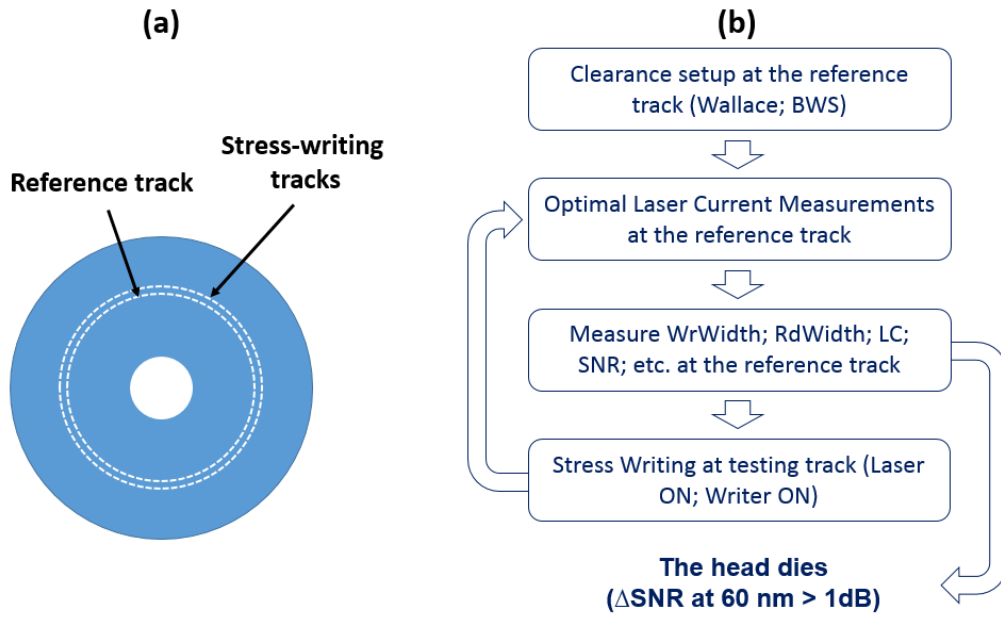 (a)
Reference track
Stress-writing
tracks
(b)
Clearance setup at the reference
track (Wallace; BWS)
Optimal Laser Current Measurements
at the reference track
Measure WrWidth; RdWidth; LC;
SNR; etc. at the reference track
Stress Writing at testing track (Laser
ON; Writer ON)
The head dies
(ΔSNR at 60 nm > 1dB)